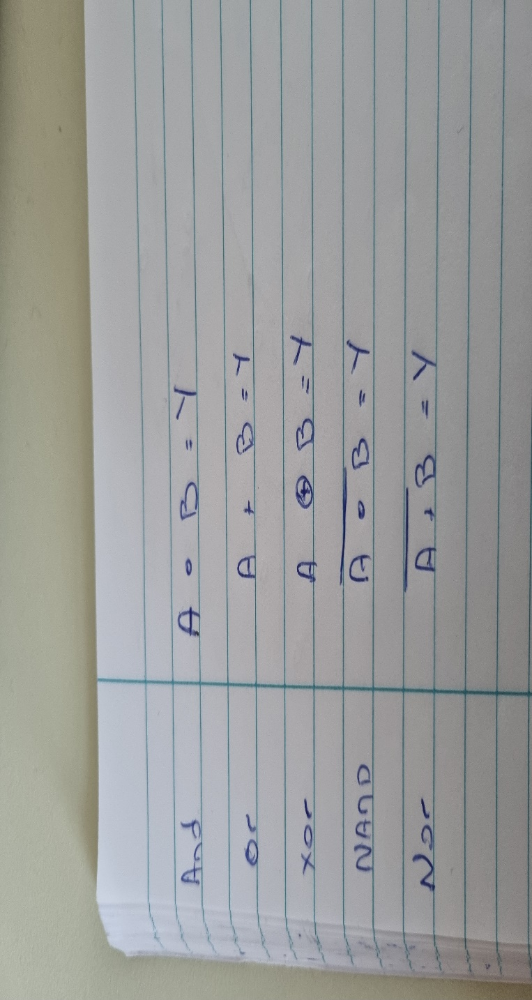 And A • B = Y
or A + B = Y
xor A ⊕ B = Y
NAnD A̅ ̅•̅ ̅B̅ = Y
Nor A̅ ̅+̅ ̅B̅ = Y